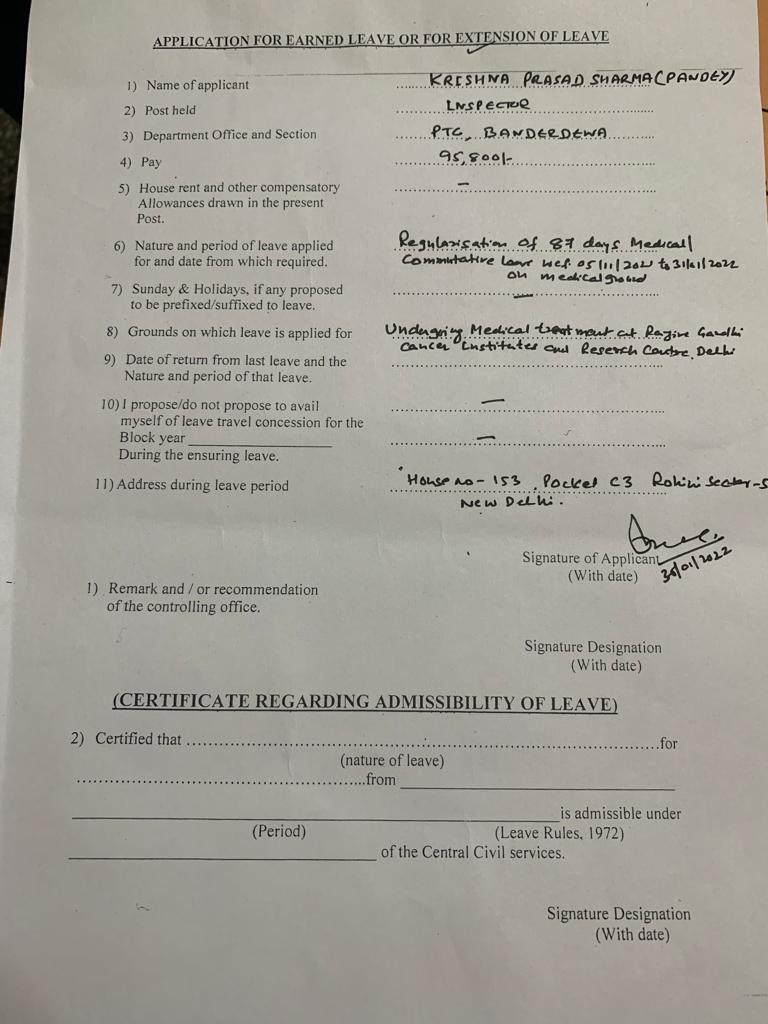 APPLICATION FOR EARNED LEAVE OR FOR EXTENSION OF LEAVE
1) Name of applicant ....... KRISHNA PRASAD SHARMA (PANDEY)
2) Post held ....... INSPECTOR .......
3) Department Office and Section ....... PTC, BANDERDEWA .......
4) Pay ....... 95,800/- .......
5) House rent and other compensatory ....... – .......
Allowances drawn in the present
Post.
6) Nature and period of leave applied Regularisation of 87 days Medical/
for and date from which required. Commutative leave w.e.f. 05/11/2021 to 31/01/2022
on medical ground
7) Sunday & Holidays, if any proposed ....... – .......
to be prefixed/suffixed to leave.
8) Grounds on which leave is applied for Undergoing Medical treatment at Rajive Gandhi
Cancer Institutes and Reserch Centre, Delhi
9) Date of return from last leave and the .......
Nature and period of that leave.
10) I propose/do not propose to avail ....... – .......
myself of leave travel concession for the
Block year ____________ ....... – .......
During the ensuring leave.
11) Address during leave period House no - 153, Pocket C3 Rohini Sector-5
New Delhi.
Signature of Applicant
(With date) 30/01/2022
1) Remark and / or recommendation
of the controlling office.
Signature Designation
(With date)
(CERTIFICATE REGARDING ADMISSIBILITY OF LEAVE)
2) Certified that ....... for
(nature of leave)
....... from ____________
____________ is admissible under
(Period) (Leave Rules, 1972)
____________ of the Central Civil services.
Signature Designation
(With date)